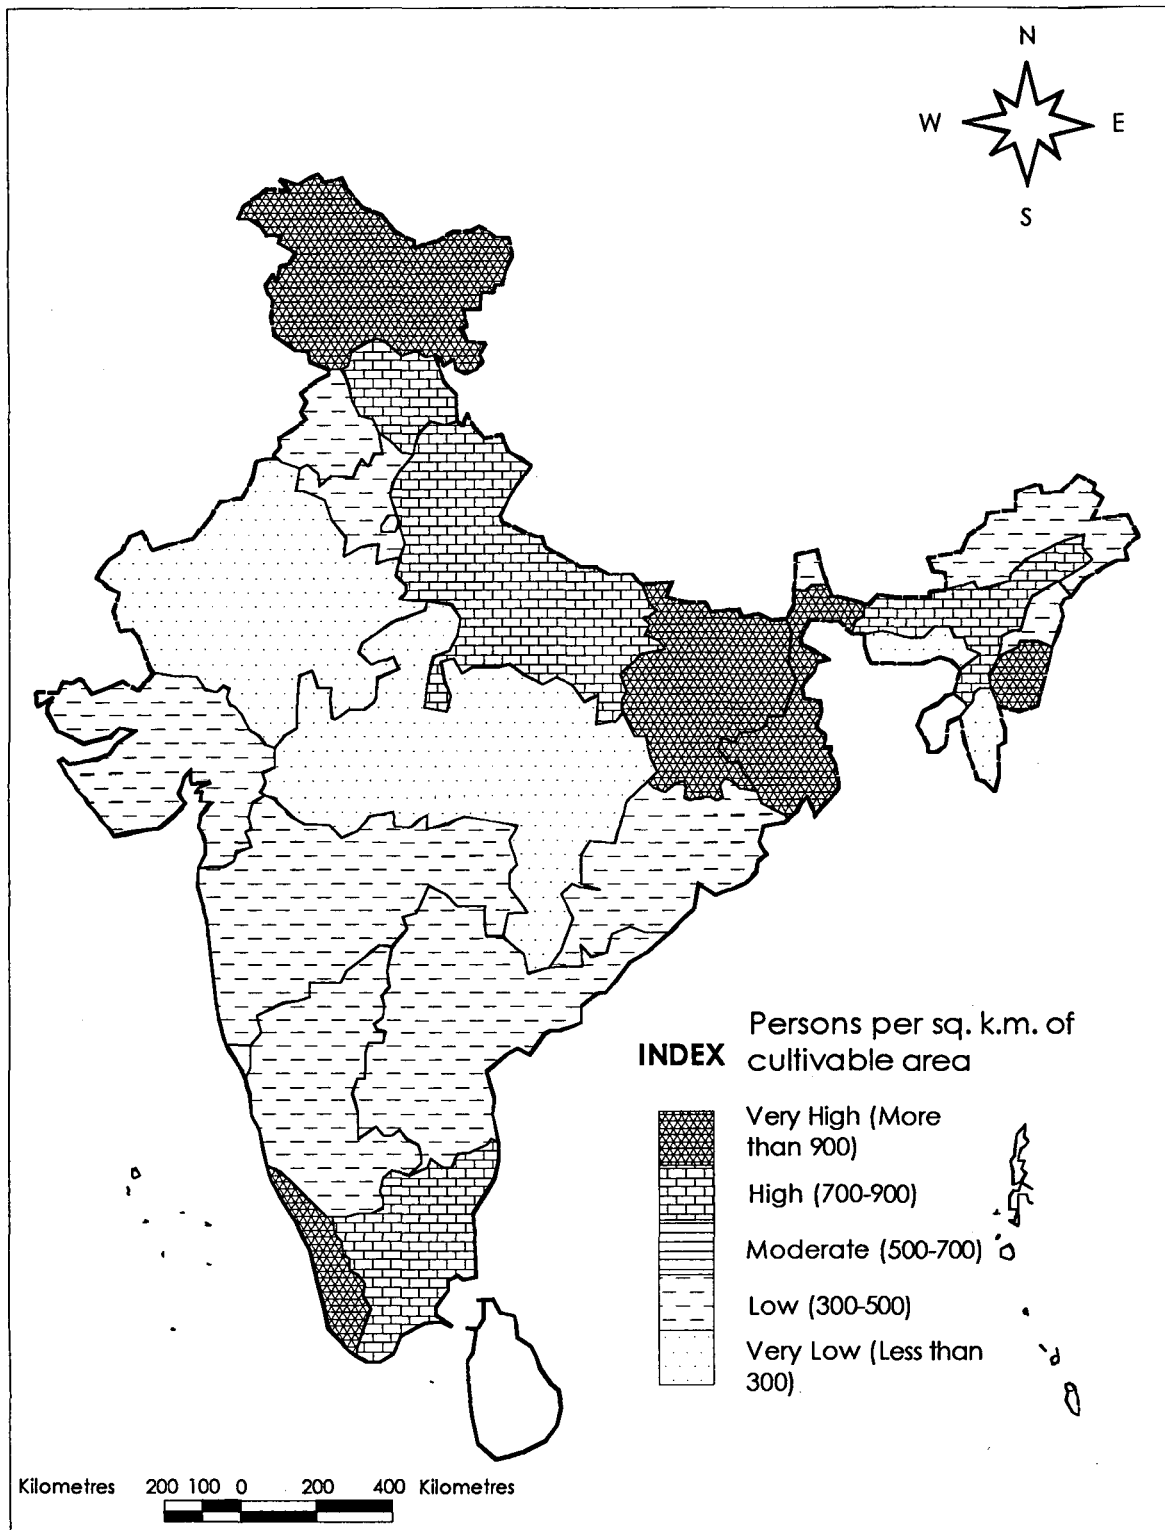 N
W E
S
Persons per sq. k.m. of
INDEX cultivable area
Very High (More
than 900)
High (700-900)
Moderate (500-700)
Low (300-500)
Very Low (Less than
300)
Kilometres 200 100 0 200 400 Kilometres